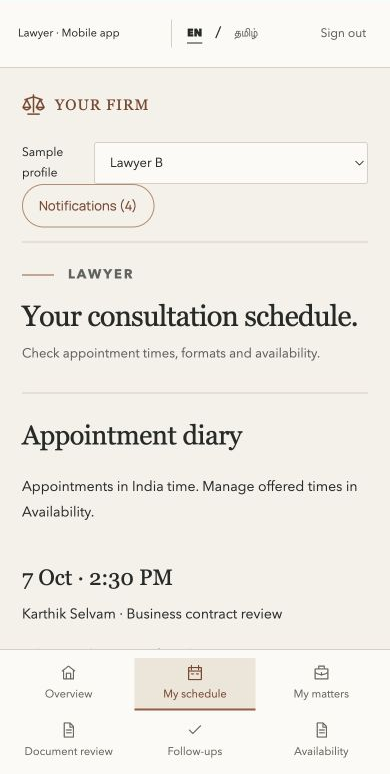 Lawyer · Mobile app
EN / தமிழ்
Sign out
YOUR FIRM
Sample
profile
Lawyer B
Notifications (4)
LAWYER
Your consultation schedule.
Check appointment times, formats and availability.
Appointment diary
Appointments in India time. Manage offered times in
Availability.
7 Oct · 2:30 PM
Karthik Selvam · Business contract review
Overview
My schedule
My matters
Document review
Follow-ups
Availability